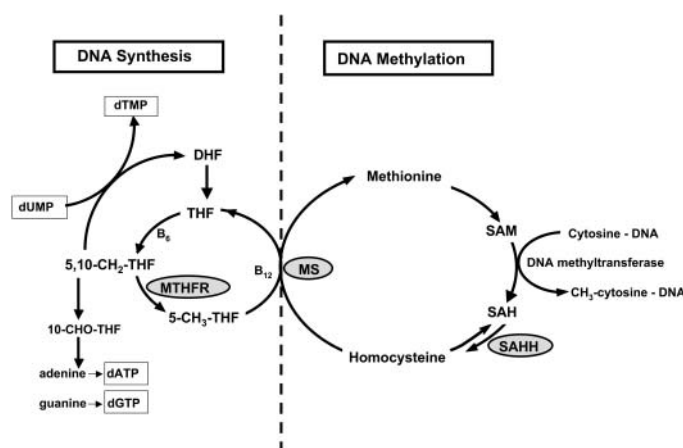 DNA Synthesis
DNA Methylation
dTMP
DHF
dUMP
THF
B6
5,10-CH2-THF
MTHFR
5-CH3-THF
10-CHO-THF
adenine → dATP
guanine → dGTP
B12
MS
Methionine
SAM
Cytosine - DNA
DNA methyltransferase
CH3-cytosine - DNA
SAH
SAHH
Homocysteine